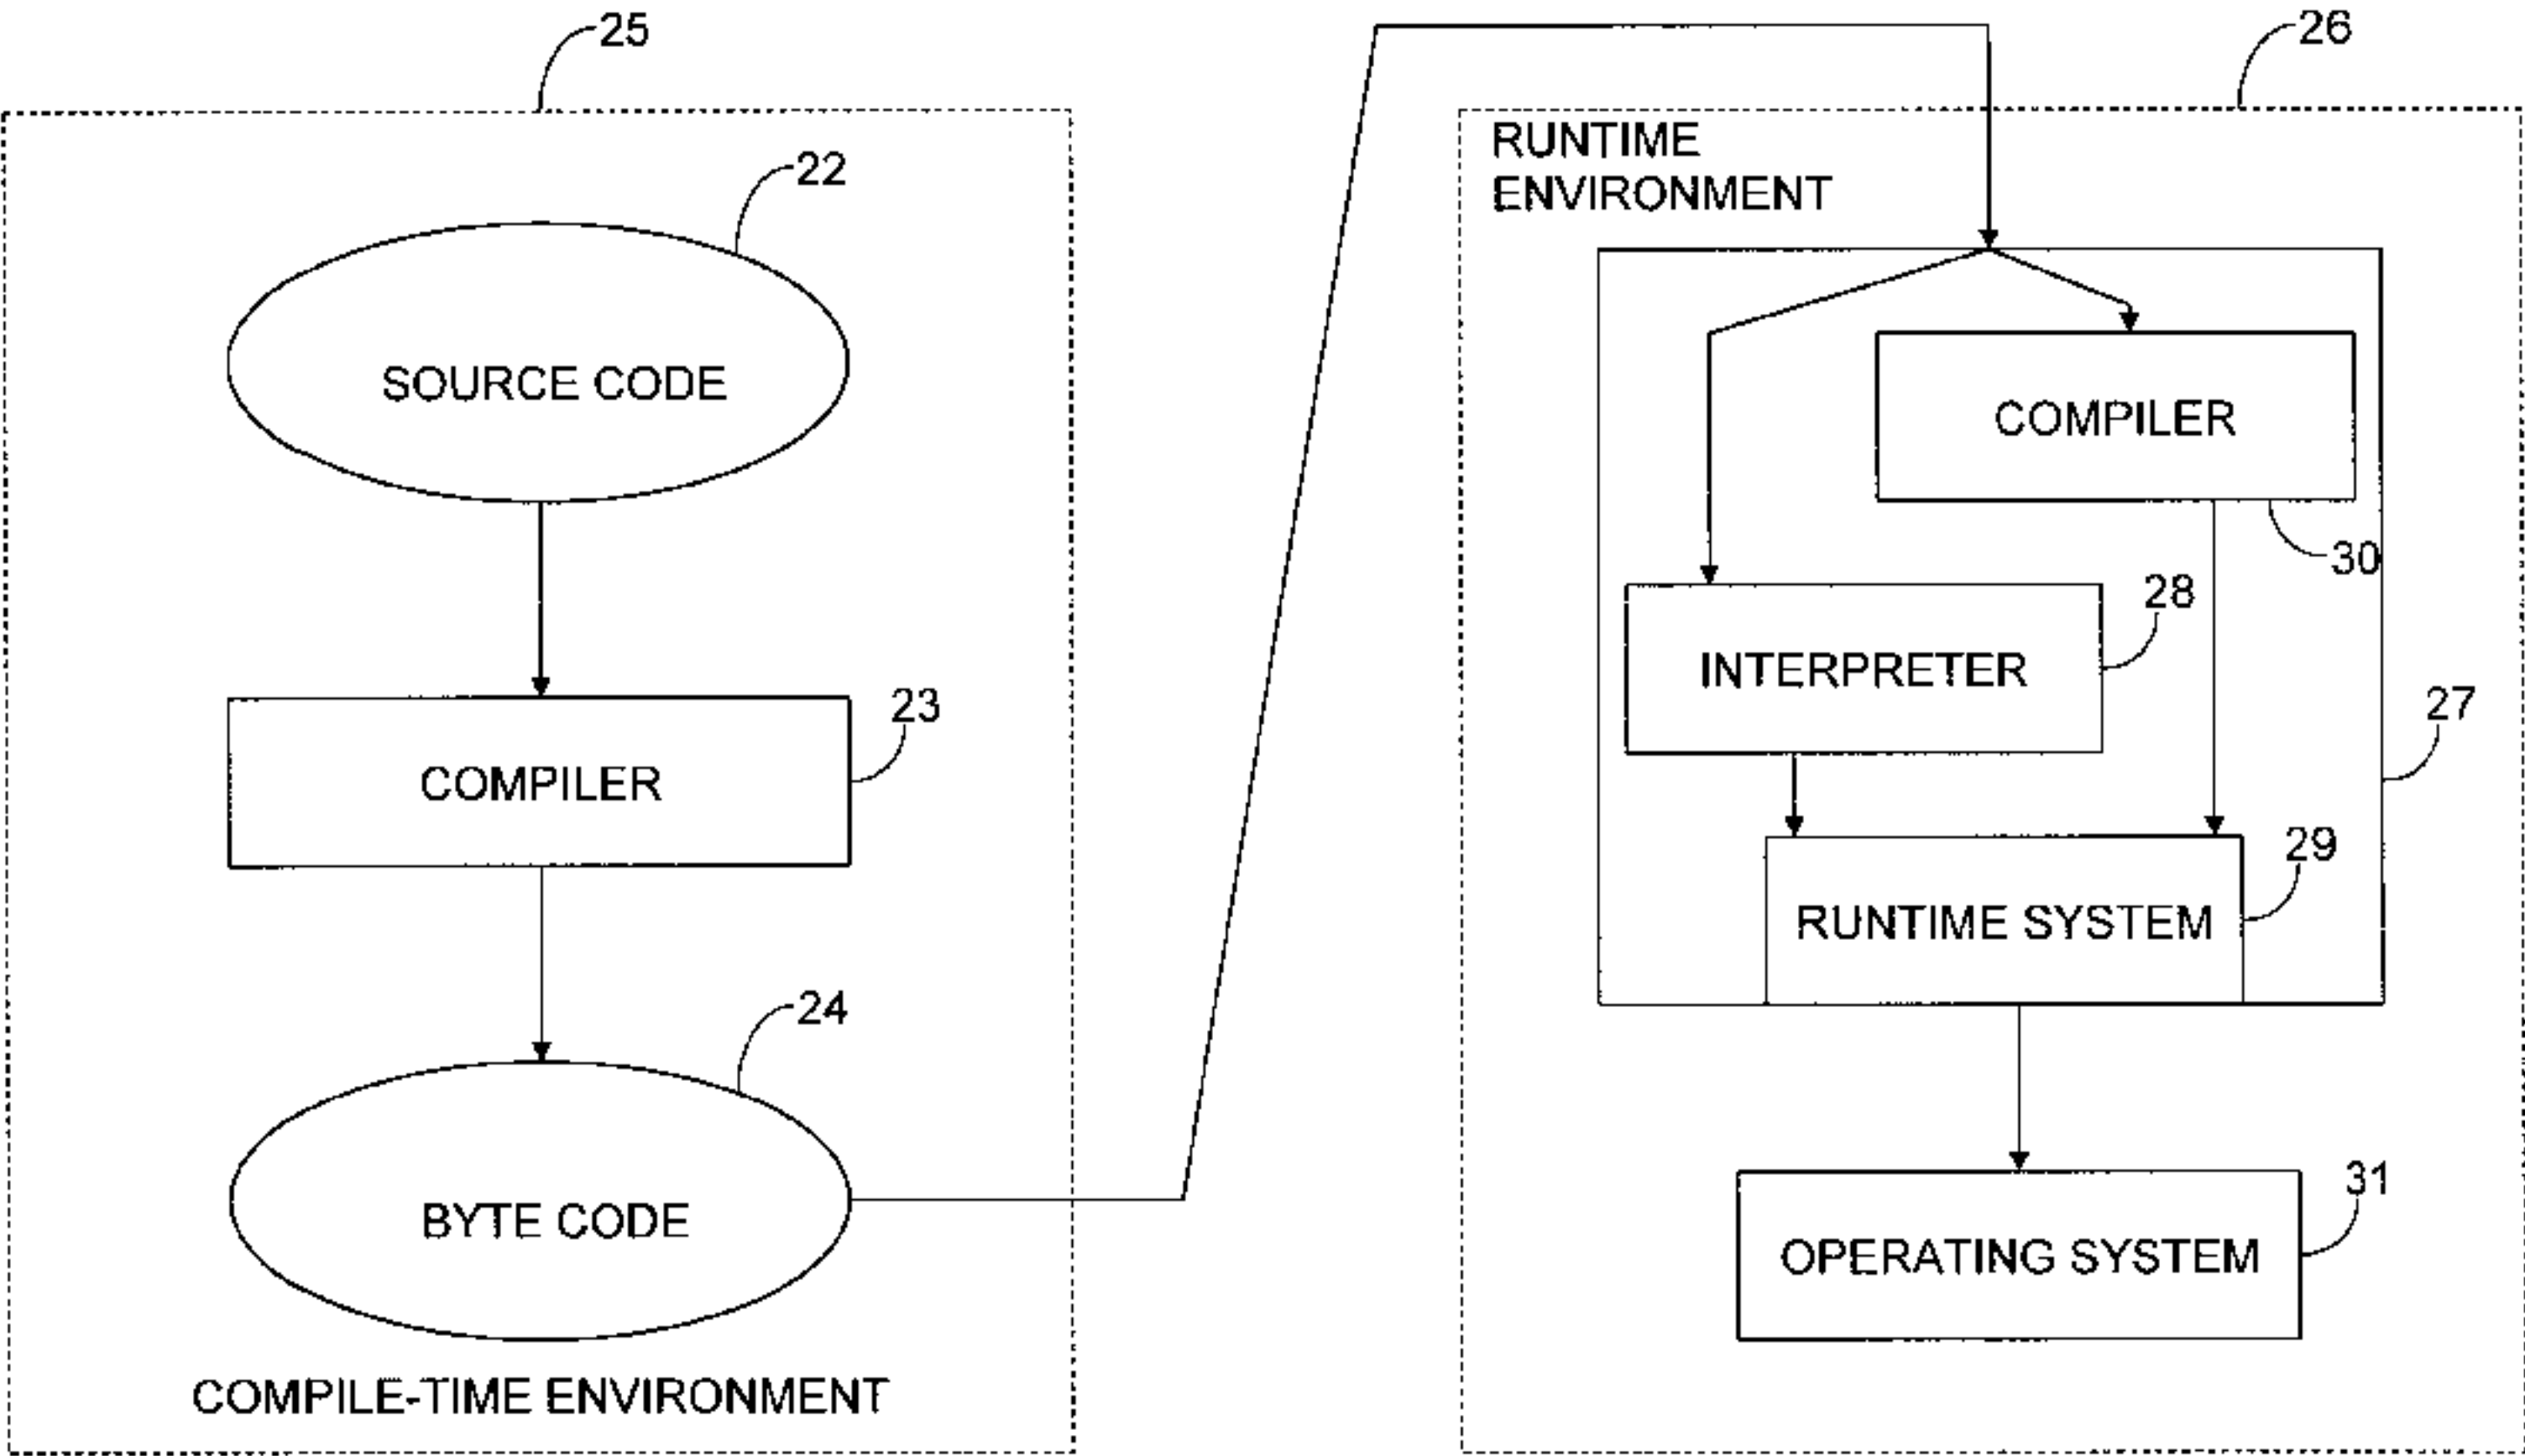 25
22
SOURCE CODE
23
COMPILER
24
BYTE CODE
COMPILE-TIME ENVIRONMENT
26
RUNTIME
ENVIRONMENT
COMPILER
30
28
INTERPRETER
27
29
RUNTIME SYSTEM
31
OPERATING SYSTEM